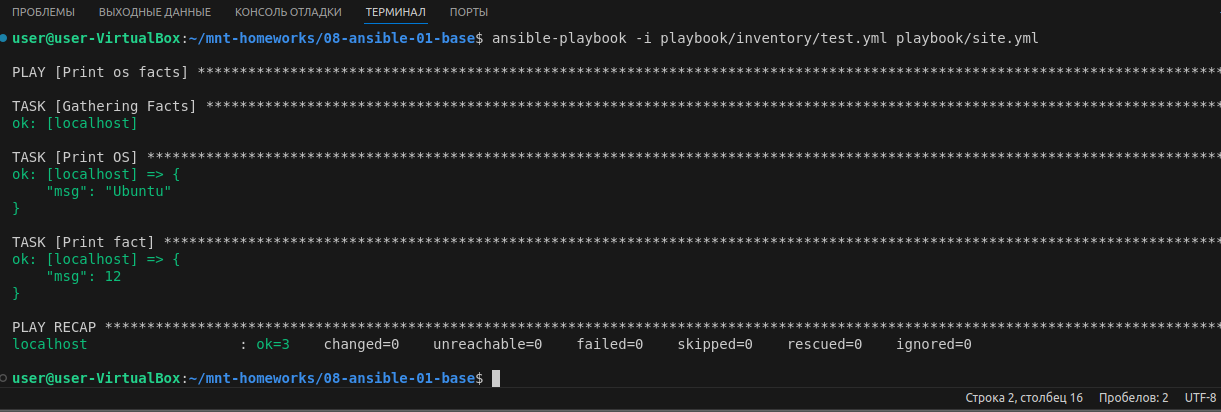 ПРОБЛЕМЫ ВЫХОДНЫЕ ДАННЫЕ КОНСОЛЬ ОТЛАДКИ ТЕРМИНАЛ ПОРТЫ
user@user-VirtualBox:~/mnt-homeworks/08-ansible-01-base$ ansible-playbook -i playbook/inventory/test.yml playbook/site.yml
PLAY [Print os facts] **************************************************************************************************************************
TASK [Gathering Facts] *************************************************************************************************************************
ok: [localhost]
TASK [Print OS] ********************************************************************************************************************************
ok: [localhost] => {
    "msg": "Ubuntu"
}
TASK [Print fact] ******************************************************************************************************************************
ok: [localhost] => {
    "msg": 12
}
PLAY RECAP *************************************************************************************************************************************
localhost                  : ok=3    changed=0    unreachable=0    failed=0    skipped=0    rescued=0    ignored=0
user@user-VirtualBox:~/mnt-homeworks/08-ansible-01-base$
Строка 2, столбец 16 Пробелов: 2 UTF-8